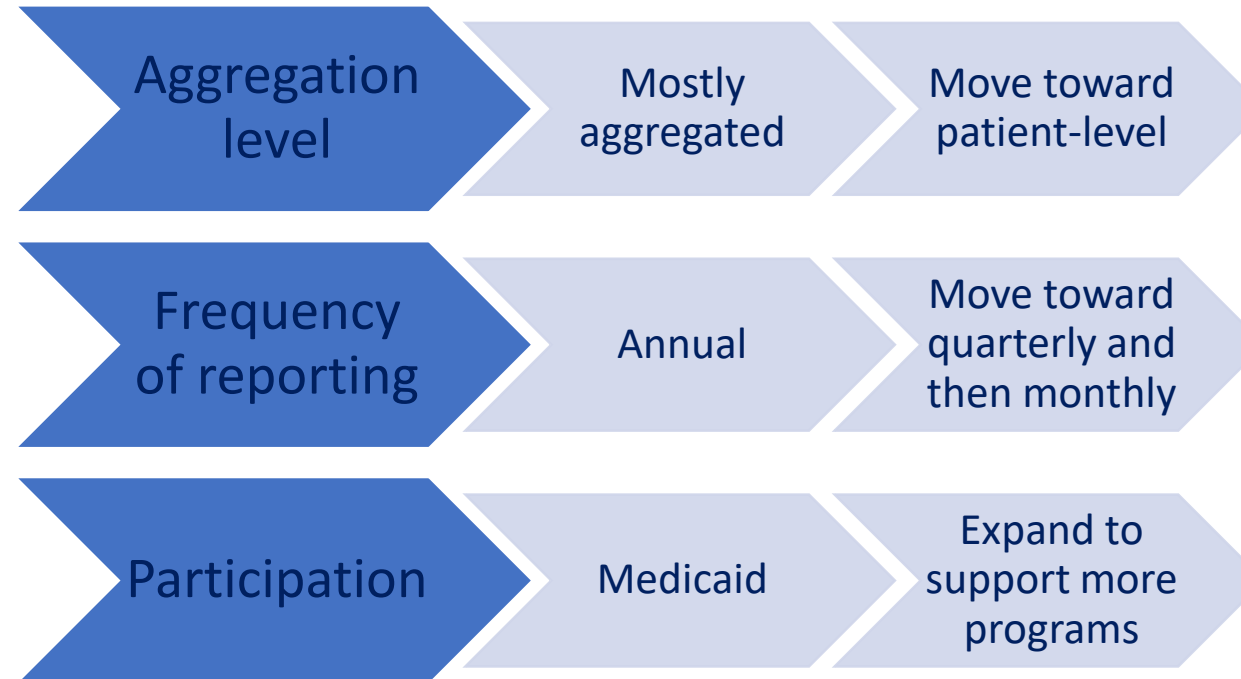 Aggregation
level
Mostly
aggregated
Move toward
patient-level
Frequency
of reporting
Annual
Move toward
quarterly and
then monthly
Participation
Medicaid
Expand to
support more
programs